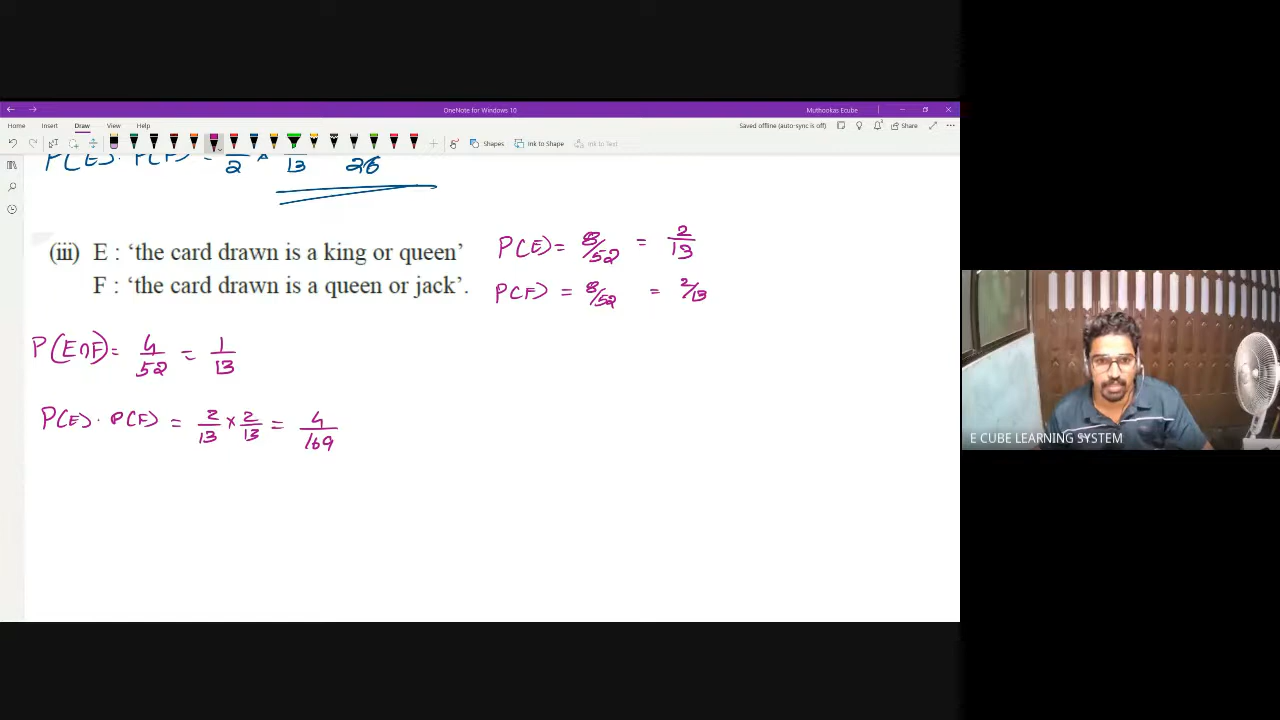 OneNote for Windows 10
Muthookas Ecube
Home Insert Draw View Help
Saved offline (auto-sync is off) Share
Shapes Ink to Shape Ink to Text
P(E) · P(F) = /2 × /13 26
(iii) E : ‘the card drawn is a king or queen’
F : ‘the card drawn is a queen or jack’.
P(E) = 8/52 = 2/13
P(F) = 8/52 = 2/13
P(E∩F) = 4/52 = 1/13
P(E) · P(F) = 2/13 × 2/13 = 4/169
E CUBE LEARNING SYSTEM